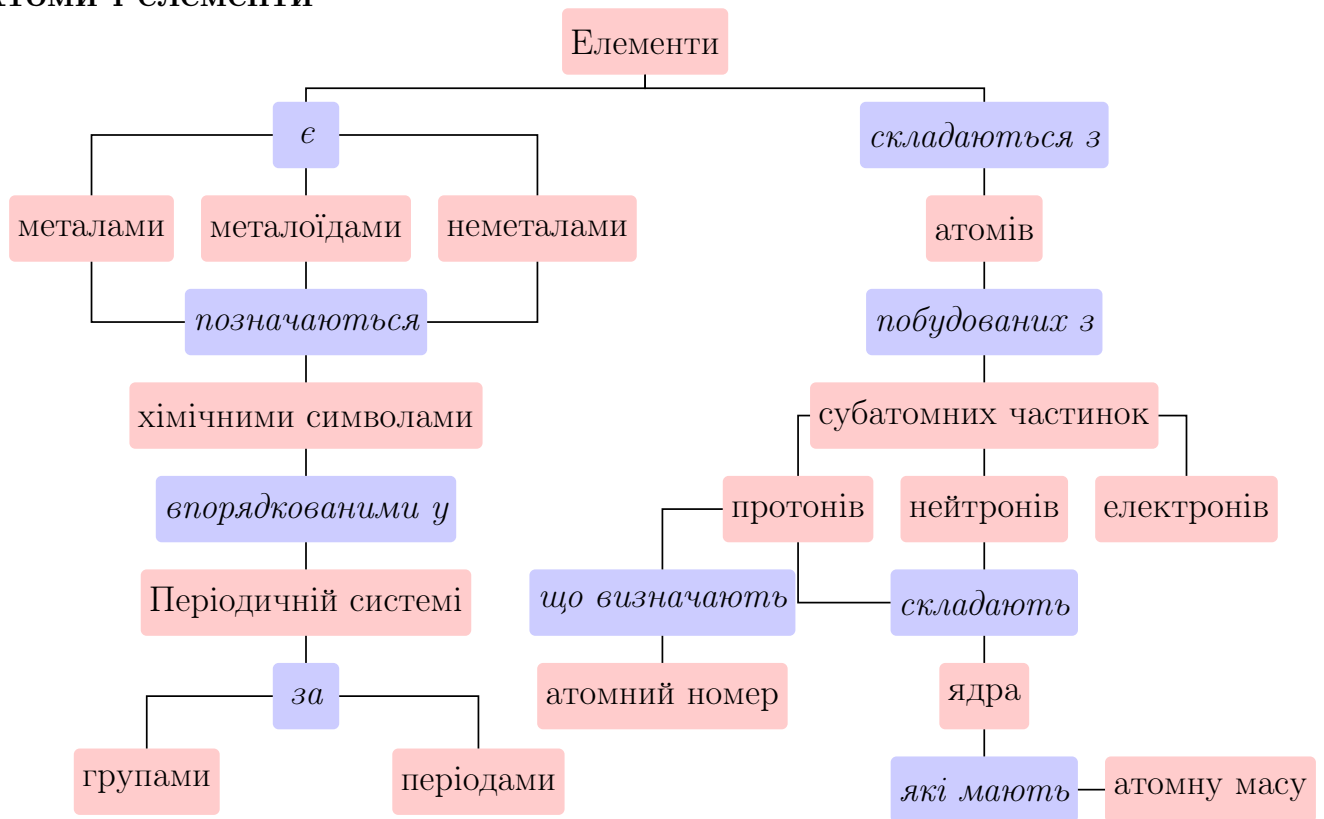 Атоми і елементи
Елементи
є
складаються з
металами
металоїдами
неметалами
атомів
позначаються
побудованих з
хімічними символами
субатомних частинок
впорядкованими у
протонів
нейтронів
електронів
Періодичній системі
що визначають
складають
за
атомний номер
ядра
групами
періодами
які мають
атомну масу